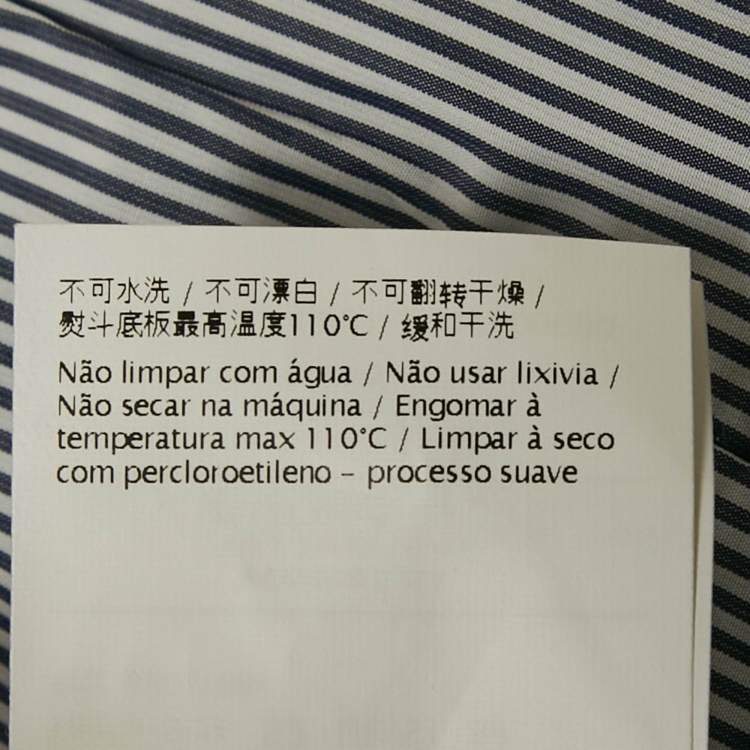 不可水洗 / 不可漂白 / 不可翻转干燥 /
熨斗底板最高温度110°C / 缓和干洗
Não limpar com água / Não usar lixivia /
Não secar na máquina / Engomar à
temperatura max 110°C / Limpar à seco
com percloroetileno – processo suave